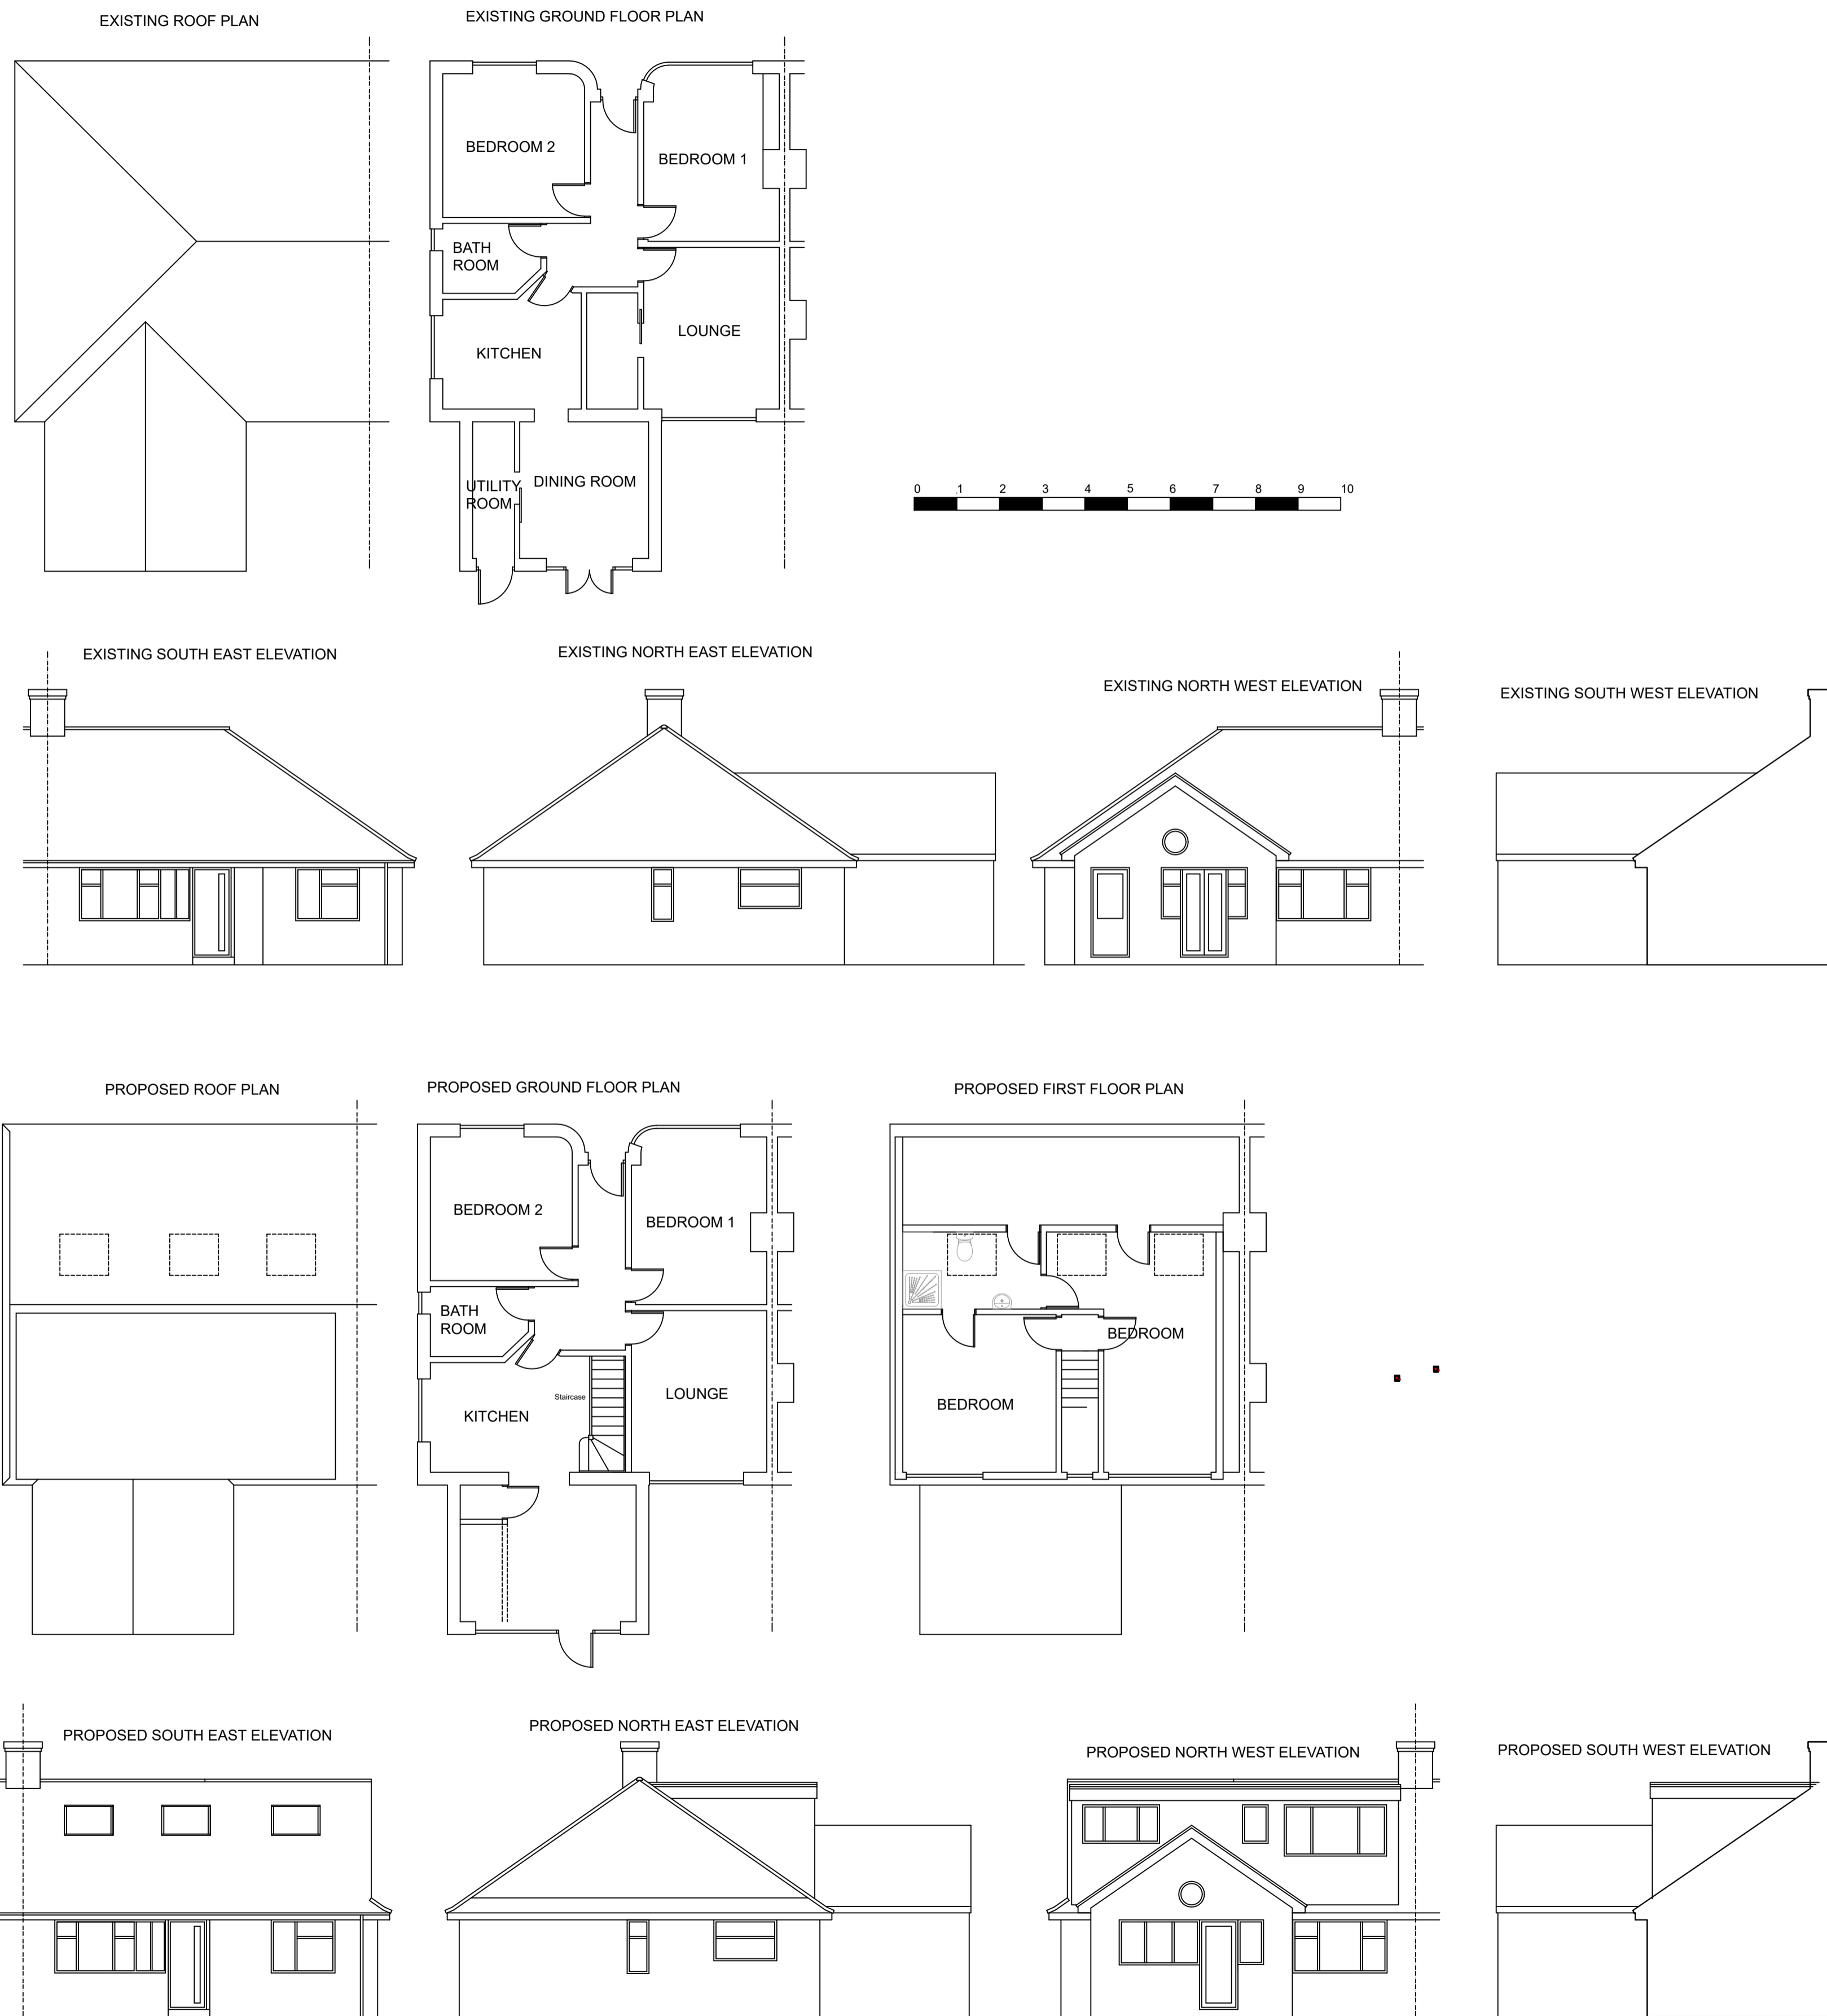 EXISTING ROOF PLAN
EXISTING GROUND FLOOR PLAN
BEDROOM 2
BEDROOM 1
BATH
ROOM
LOUNGE
KITCHEN
UTILITY
ROOM
DINING ROOM
0 .1 2 3 4 5 6 7 8 9 10
EXISTING SOUTH EAST ELEVATION
EXISTING NORTH EAST ELEVATION
EXISTING NORTH WEST ELEVATION
EXISTING SOUTH WEST ELEVATION
PROPOSED ROOF PLAN
PROPOSED GROUND FLOOR PLAN
PROPOSED FIRST FLOOR PLAN
BEDROOM 2
BEDROOM 1
BATH
ROOM
Staircase
LOUNGE
KITCHEN
BEDROOM
BEDROOM
PROPOSED SOUTH EAST ELEVATION
PROPOSED NORTH EAST ELEVATION
PROPOSED NORTH WEST ELEVATION
PROPOSED SOUTH WEST ELEVATION